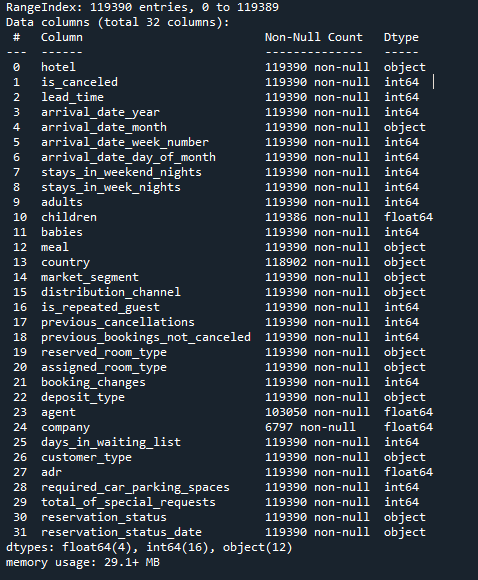 RangeIndex: 119390 entries, 0 to 119389
Data columns (total 32 columns):
 #   Column                          Non-Null Count   Dtype
---  ------                          --------------   -----
 0   hotel                           119390 non-null  object
 1   is_canceled                     119390 non-null  int64
 2   lead_time                       119390 non-null  int64
 3   arrival_date_year               119390 non-null  int64
 4   arrival_date_month              119390 non-null  object
 5   arrival_date_week_number        119390 non-null  int64
 6   arrival_date_day_of_month       119390 non-null  int64
 7   stays_in_weekend_nights         119390 non-null  int64
 8   stays_in_week_nights            119390 non-null  int64
 9   adults                          119390 non-null  int64
 10  children                        119386 non-null  float64
 11  babies                          119390 non-null  int64
 12  meal                            119390 non-null  object
 13  country                         118902 non-null  object
 14  market_segment                  119390 non-null  object
 15  distribution_channel            119390 non-null  object
 16  is_repeated_guest               119390 non-null  int64
 17  previous_cancellations          119390 non-null  int64
 18  previous_bookings_not_canceled  119390 non-null  int64
 19  reserved_room_type              119390 non-null  object
 20  assigned_room_type              119390 non-null  object
 21  booking_changes                 119390 non-null  int64
 22  deposit_type                    119390 non-null  object
 23  agent                           103050 non-null  float64
 24  company                         6797 non-null    float64
 25  days_in_waiting_list            119390 non-null  int64
 26  customer_type                   119390 non-null  object
 27  adr                             119390 non-null  float64
 28  required_car_parking_spaces     119390 non-null  int64
 29  total_of_special_requests       119390 non-null  int64
 30  reservation_status              119390 non-null  object
 31  reservation_status_date         119390 non-null  object
dtypes: float64(4), int64(16), object(12)
memory usage: 29.1+ MB